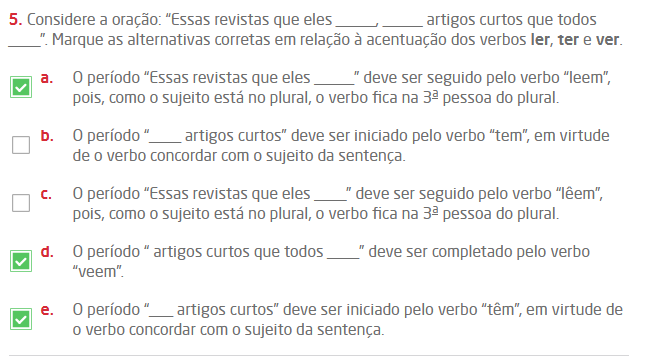 5. Considere a oração: “Essas revistas que eles _____, _____ artigos curtos que todos
____”. Marque as alternativas corretas em relação à acentuação dos verbos ler, ter e ver.
a. O período “Essas revistas que eles _____” deve ser seguido pelo verbo “leem”,
pois, como o sujeito está no plural, o verbo fica na 3ª pessoa do plural.
b. O período “____ artigos curtos” deve ser iniciado pelo verbo “tem”, em virtude
de o verbo concordar com o sujeito da sentença.
c. O período “Essas revistas que eles ____” deve ser seguido pelo verbo “lêem”,
pois, como o sujeito está no plural, o verbo fica na 3ª pessoa do plural.
d. O período “ artigos curtos que todos ____” deve ser completado pelo verbo
“veem”.
e. O período “___ artigos curtos” deve ser iniciado pelo verbo “têm”, em virtude de
o verbo concordar com o sujeito da sentença.